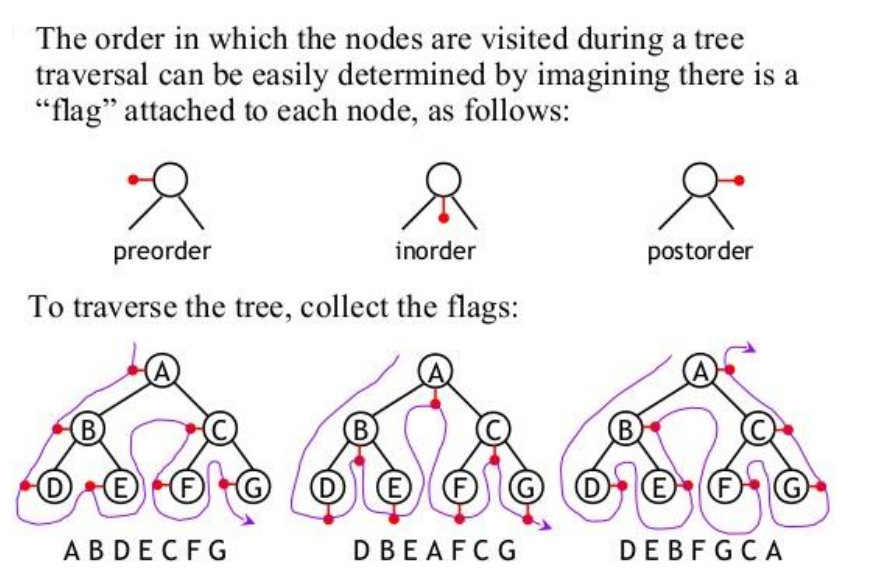 The order in which the nodes are visited during a tree
traversal can be easily determined by imagining there is a
“flag” attached to each node, as follows:
preorder
inorder
postorder
To traverse the tree, collect the flags:
A
B
C
D
E
F
G
A
B
C
D
E
F
G
A
B
C
D
E
F
G
A B D E C F G
D B E A F C G
D E B F G C A